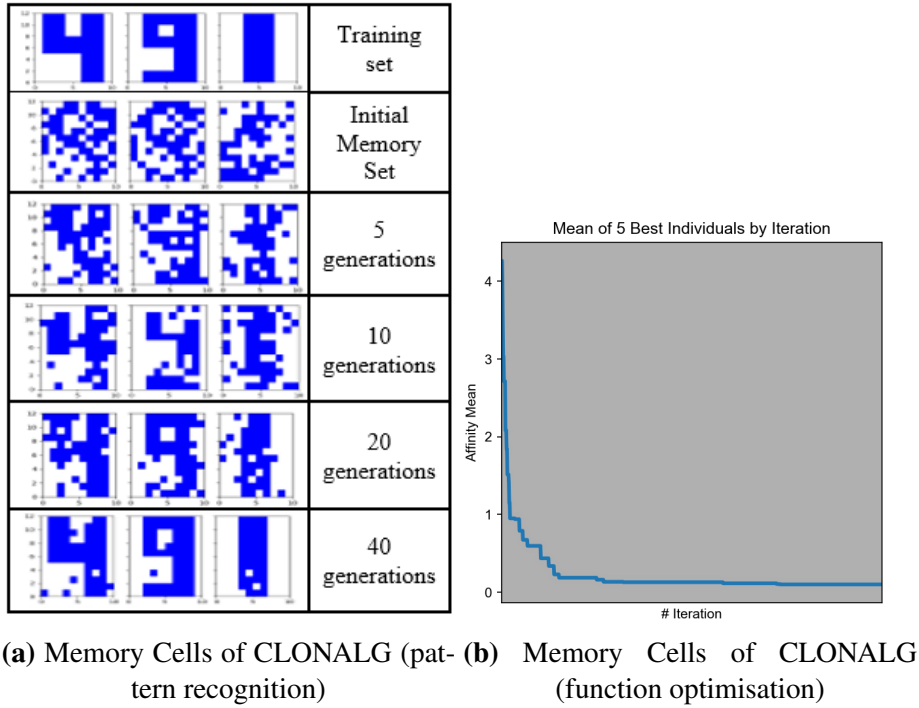 Training
set
Initial
Memory
Set
5
generations
10
generations
20
generations
40
generations
Mean of 5 Best Individuals by Iteration
Affinity Mean
4
3
2
1
0
# Iteration
(a) Memory Cells of CLONALG (pat-
tern recognition)
(b) Memory Cells of CLONALG
(function optimisation)